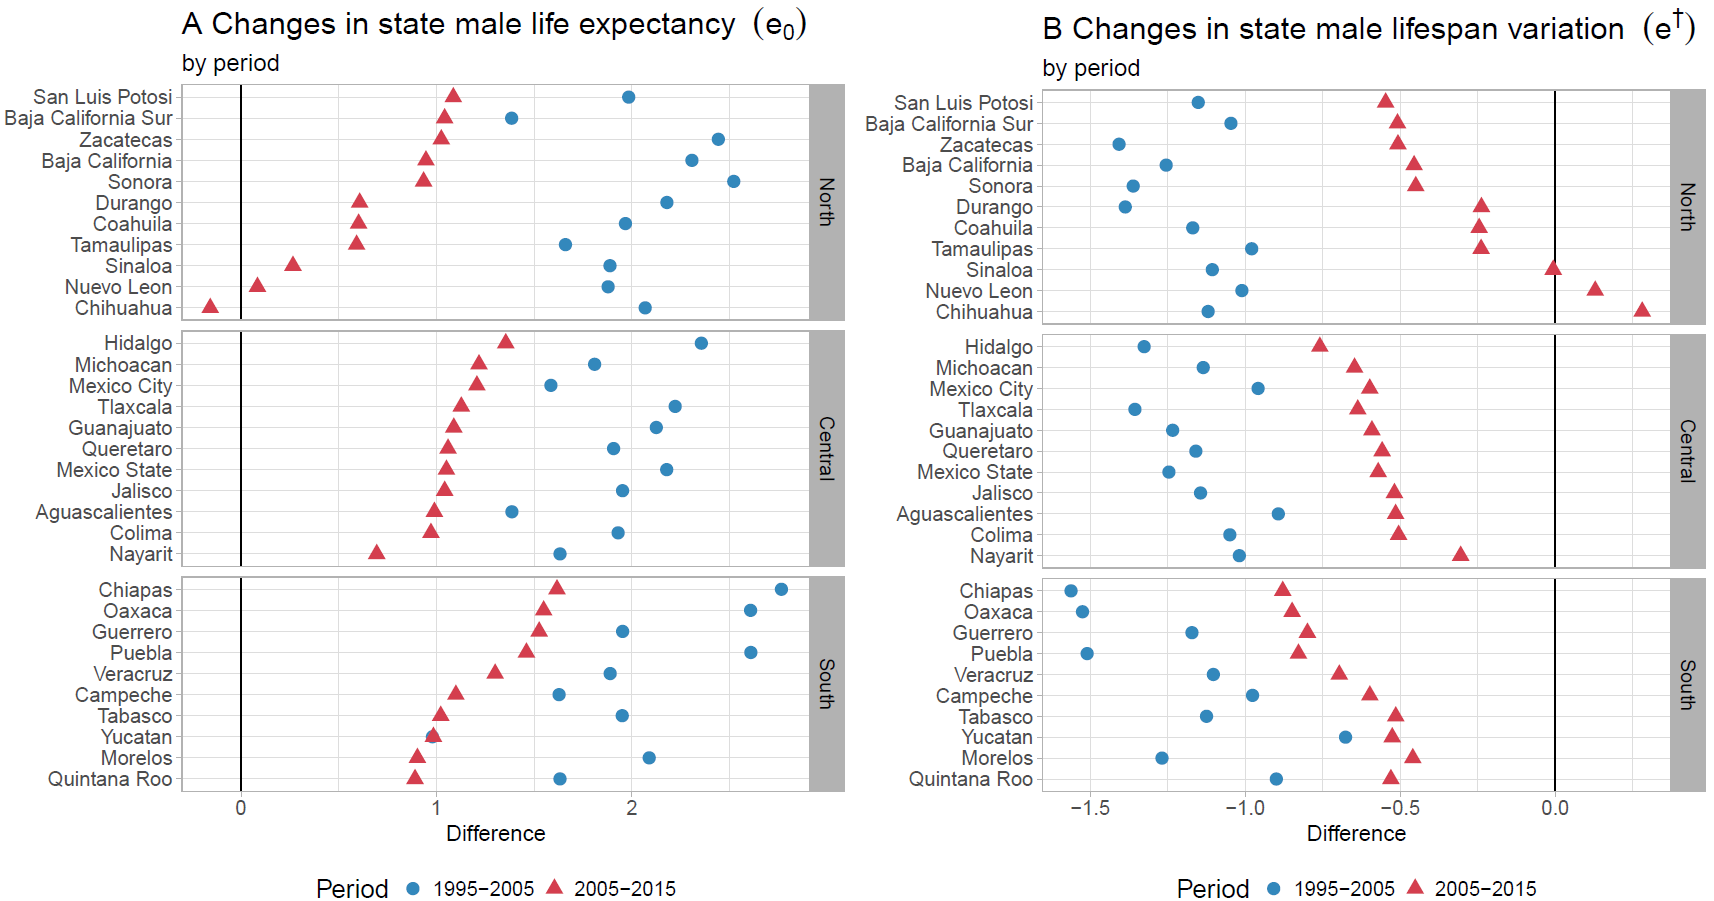 A Changes in state male life expectancy (e₀)
by period
San Luis Potosi
Baja California Sur
Zacatecas
Baja California
Sonora
Durango
Coahuila
Tamaulipas
Sinaloa
Nuevo Leon
Chihuahua
North
Hidalgo
Michoacan
Mexico City
Tlaxcala
Guanajuato
Queretaro
Mexico State
Jalisco
Aguascalientes
Colima
Nayarit
Central
Chiapas
Oaxaca
Guerrero
Puebla
Veracruz
Campeche
Tabasco
Yucatan
Morelos
Quintana Roo
South
0 1 2
Difference
Period 1995−2005 2005−2015
B Changes in state male lifespan variation (e†)
by period
San Luis Potosi
Baja California Sur
Zacatecas
Baja California
Sonora
Durango
Coahuila
Tamaulipas
Sinaloa
Nuevo Leon
Chihuahua
North
Hidalgo
Michoacan
Mexico City
Tlaxcala
Guanajuato
Queretaro
Mexico State
Jalisco
Aguascalientes
Colima
Nayarit
Central
Chiapas
Oaxaca
Guerrero
Puebla
Veracruz
Campeche
Tabasco
Yucatan
Morelos
Quintana Roo
South
−1.5 −1.0 −0.5 0.0
Difference
Period 1995−2005 2005−2015